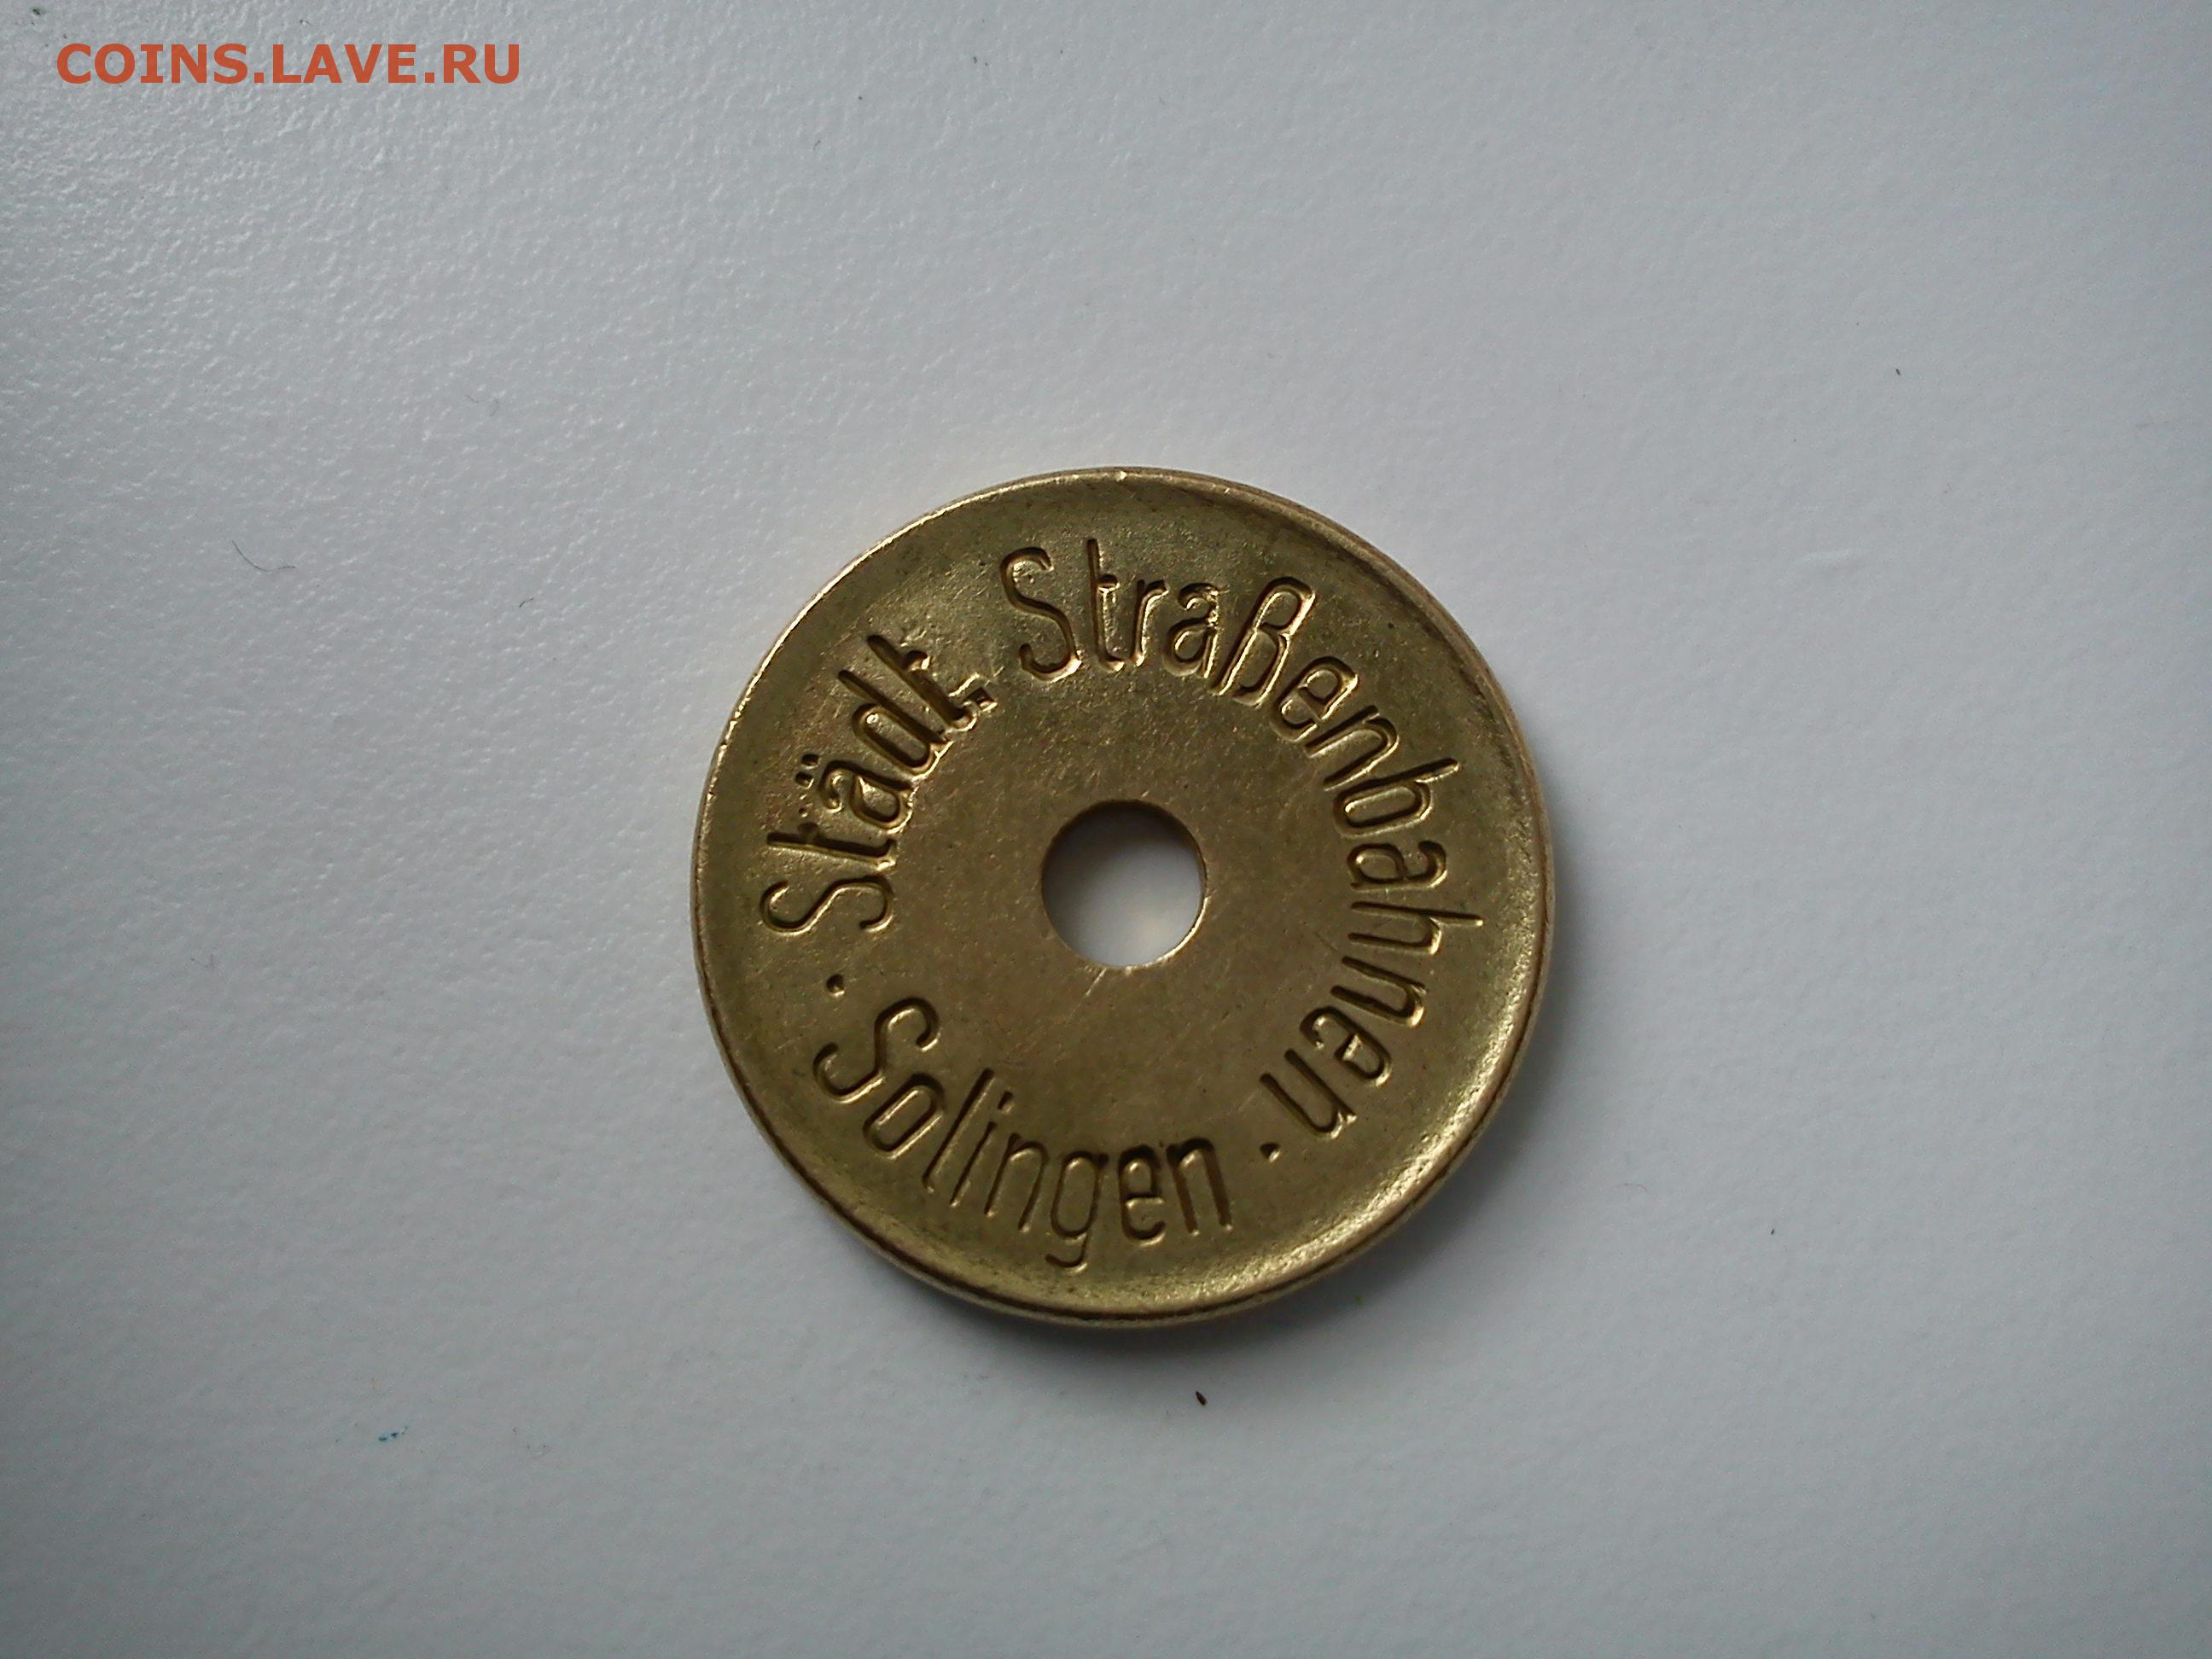 COINS.LAVE.RU
Städt. Straßenbahnen
· Solingen ·